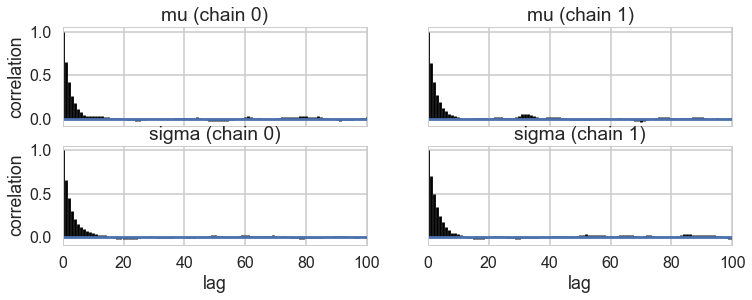 mu (chain 0)
mu (chain 1)
correlation
1.0
0.5
0.0
sigma (chain 0)
sigma (chain 1)
correlation
1.0
0.5
0.0
0 20 40 60 80 100
0 20 40 60 80 100
lag
lag